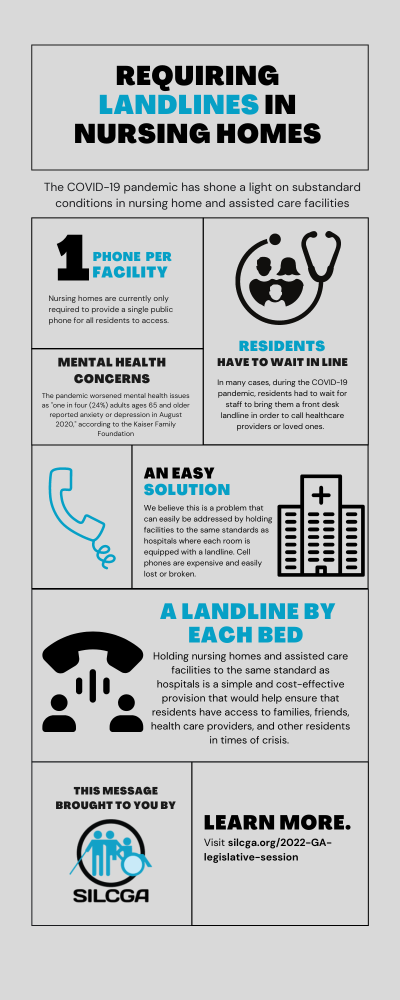 REQUIRING
LANDLINES IN
NURSING HOMES
The COVID-19 pandemic has shone a light on substandard
conditions in nursing home and assisted care facilities
1 PHONE PER
FACILITY
Nursing homes are currently only
required to provide a single public
phone for all residents to access.
MENTAL HEALTH
CONCERNS
The pandemic worsened mental health issues
as "one in four (24%) adults ages 65 and older
reported anxiety or depression in August
2020," according to the Kaiser Family
Foundation
RESIDENTS
HAVE TO WAIT IN LINE
In many cases, during the COVID-19
pandemic, residents had to wait for
staff to bring them a front desk
landline in order to call healthcare
providers or loved ones.
AN EASY
SOLUTION
We believe this is a problem that
can easily be addressed by holding
facilities to the same standards as
hospitals where each room is
equipped with a landline. Cell
phones are expensive and easily
lost or broken.
A LANDLINE BY
EACH BED
Holding nursing homes and assisted care
facilities to the same standard as
hospitals is a simple and cost-effective
provision that would help ensure that
residents have access to families, friends,
health care providers, and other residents
in times of crisis.
THIS MESSAGE
BROUGHT TO YOU BY
SILCGA
LEARN MORE.
Visit silcga.org/2022-GA-
legislative-session